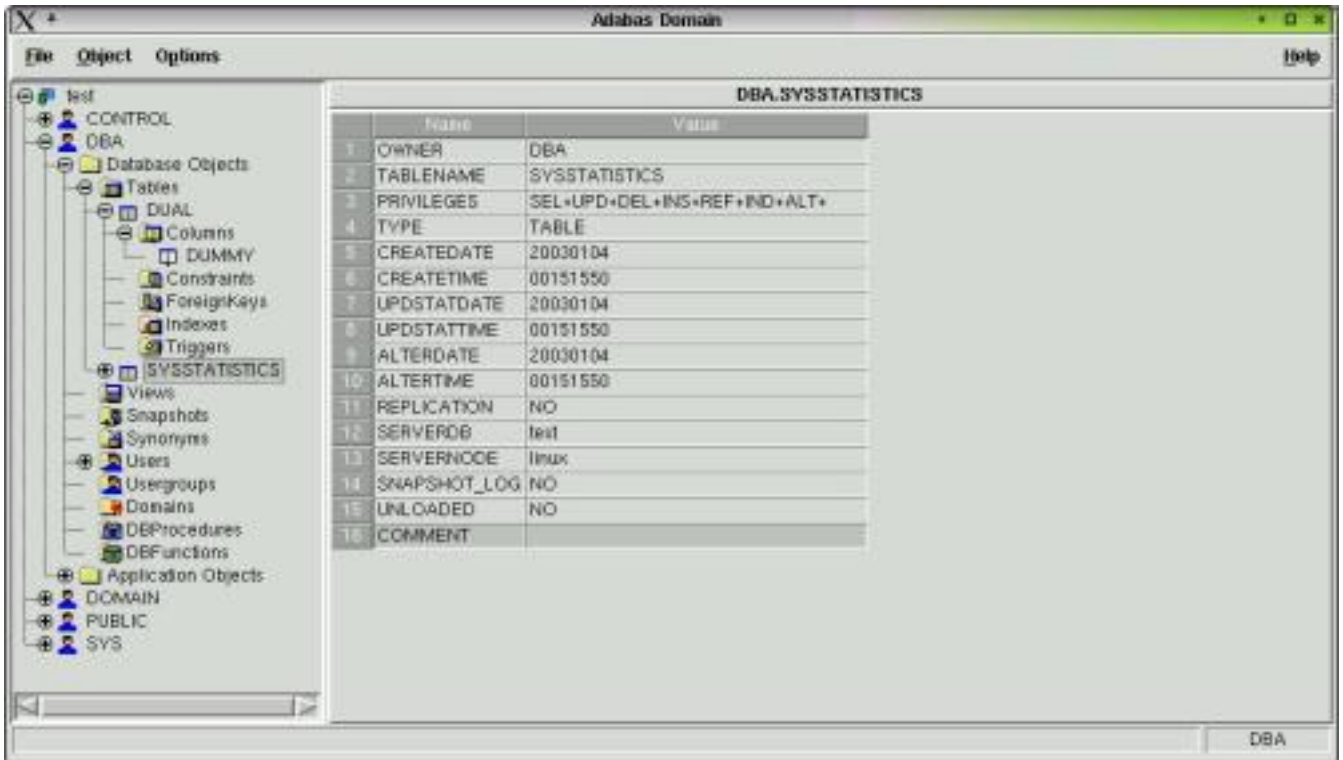 Adabas Domain
File Object Options Help
test
CONTROL
DBA
Database Objects
Tables
DUAL
Columns
DUMMY
Constraints
ForeignKeys
Indexes
Triggers
SYSSTATISTICS
Views
Snapshots
Synonyms
Users
Usergroups
Domains
DBProcedures
DBFunctions
Application Objects
DOMAIN
PUBLIC
SYS
DBA.SYSSTATISTICS
Name Value
1 OWNER DBA
2 TABLENAME SYSSTATISTICS
3 PRIVILEGES SEL+UPD+DEL+INS+REF+IND+ALT+
4 TYPE TABLE
5 CREATEDATE 20030104
6 CREATETIME 00151550
7 UPDSTATDATE 20030104
8 UPDSTATTIME 00151550
9 ALTERDATE 20030104
10 ALTERTIME 00151550
11 REPLICATION NO
12 SERVERDB test
13 SERVERNODE linux
14 SNAPSHOT_LOG NO
15 UNLOADED NO
16 COMMENT
DBA